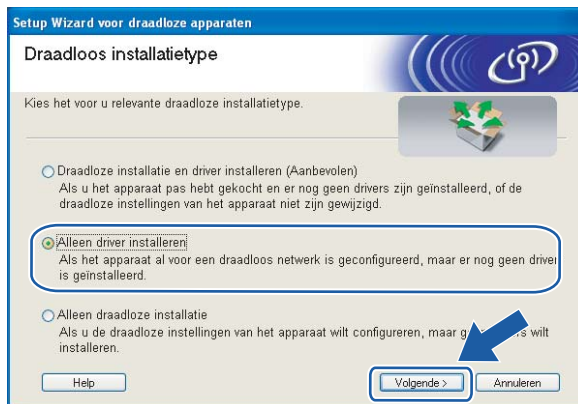 Setup Wizard voor draadloze apparaten
Draadloos installatietype
Kies het voor u relevante draadloze installatietype.
Draadloze installatie en driver installeren (Aanbevolen)
Als u het apparaat pas hebt gekocht en er nog geen drivers zijn geïnstalleerd, of de
draadloze instellingen van het apparaat niet zijn gewijzigd.
Alleen driver installeren
Als het apparaat al voor een draadloos netwerk is geconfigureerd, maar er nog geen driver
is geïnstalleerd.
Alleen draadloze installatie
Als u de draadloze instellingen van het apparaat wilt configureren, maar wilt
installeren.
Help
Volgende >
Annuleren